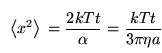 ⟨x²⟩ = 2kTt/α = kTt/3πηa